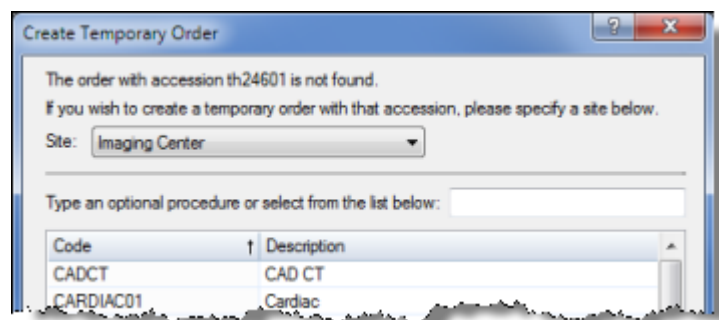 Create Temporary Order
The order with accession th24601 is not found.
If you wish to create a temporary order with that accession, please specify a site below.
Site: Imaging Center
Type an optional procedure or select from the list below:
Code ↑ Description
CADCT CAD CT
CARDIAC01 Cardiac